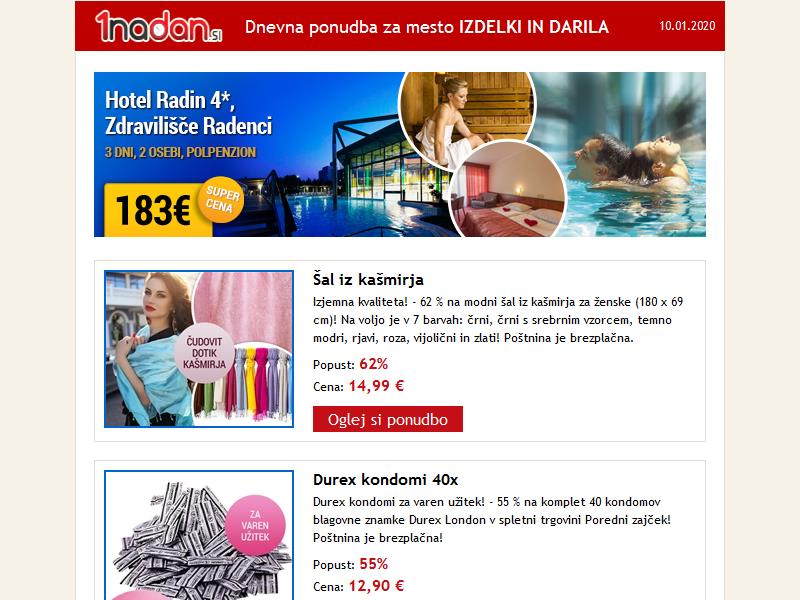 1nadan.si
Dnevna ponudba za mesto IZDELKI IN DARILA
10.01.2020
Hotel Radin 4*,
Zdravilišče Radenci
3 DNI, 2 OSEBI, POLPENZION
183€
SUPER
CENA
ČUDOVIT
DOTIK
KAŠMIRJA
Šal iz kašmirja
Izjemna kvaliteta! - 62 % na modni šal iz kašmirja za ženske (180 x 69
cm)! Na voljo je v 7 barvah: črni, črni s srebrnim vzorcem, temno
modri, rjavi, roza, vijolični in zlati! Poštnina je brezplačna.
Popust: 62%
Cena: 14,99 €
Oglej si ponudbo
ZA
VAREN
UŽITEK
Durex kondomi 40x
Durex kondomi za varen užitek! - 55 % na komplet 40 kondomov
blagovne znamke Durex London v spletni trgovini Poredni zajček!
Poštnina je brezplačna!
Popust: 55%
Cena: 12,90 €